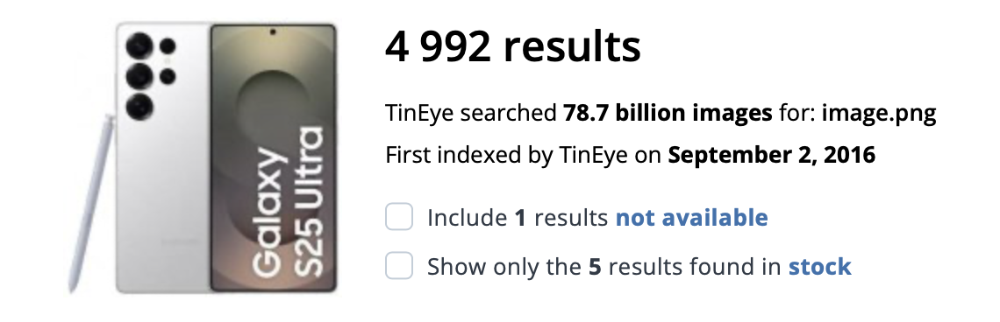 Galaxy
S25 Ultra
4 992 results
TinEye searched 78.7 billion images for: image.png
First indexed by TinEye on September 2, 2016
Include 1 results not available
Show only the 5 results found in stock